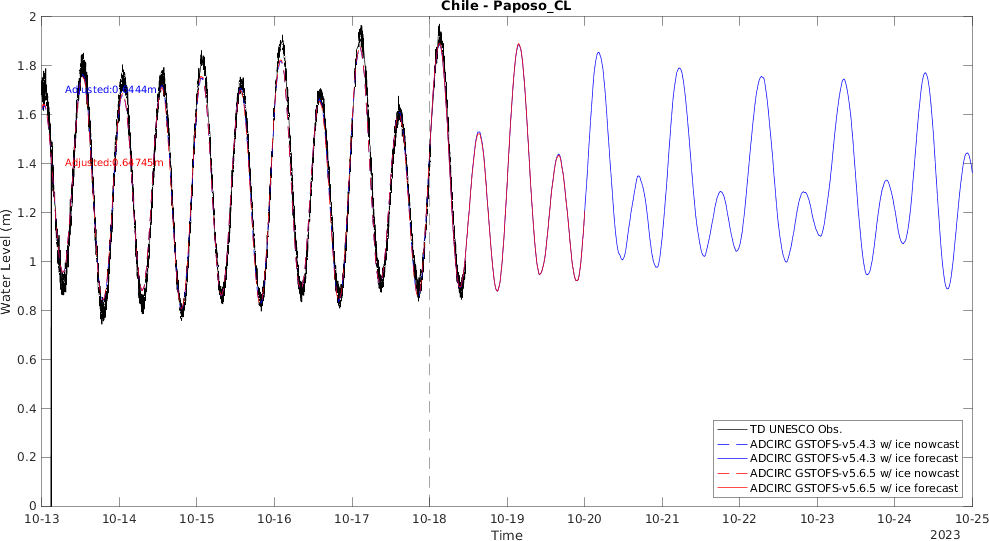 Chile - Paposo_CL
2
1.8
1.6
1.4
1.2
1
0.8
0.6
0.4
0.2
0
Water Level (m)
Adjusted:0.6444m
Adjusted:0.64745m
TD UNESCO Obs.
ADCIRC GSTOFS-v5.4.3 w/ ice nowcast
ADCIRC GSTOFS-v5.4.3 w/ ice forecast
ADCIRC GSTOFS-v5.6.5 w/ ice nowcast
ADCIRC GSTOFS-v5.6.5 w/ ice forecast
10-13 10-14 10-15 10-16 10-17 10-18 10-19 10-20 10-21 10-22 10-23 10-24 10-25
Time
2023